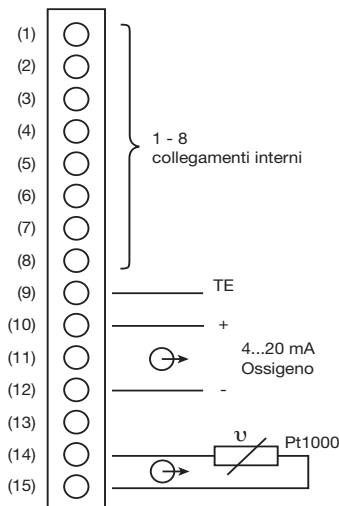 (1)
(2)
(3)
(4)
(5)
(6)
(7)
(8)
1 - 8
collegamenti interni
(9) TE
(10) +
(11) 4...20 mA
Ossigeno
(12) -
(13)
(14) υ Pt1000
(15)